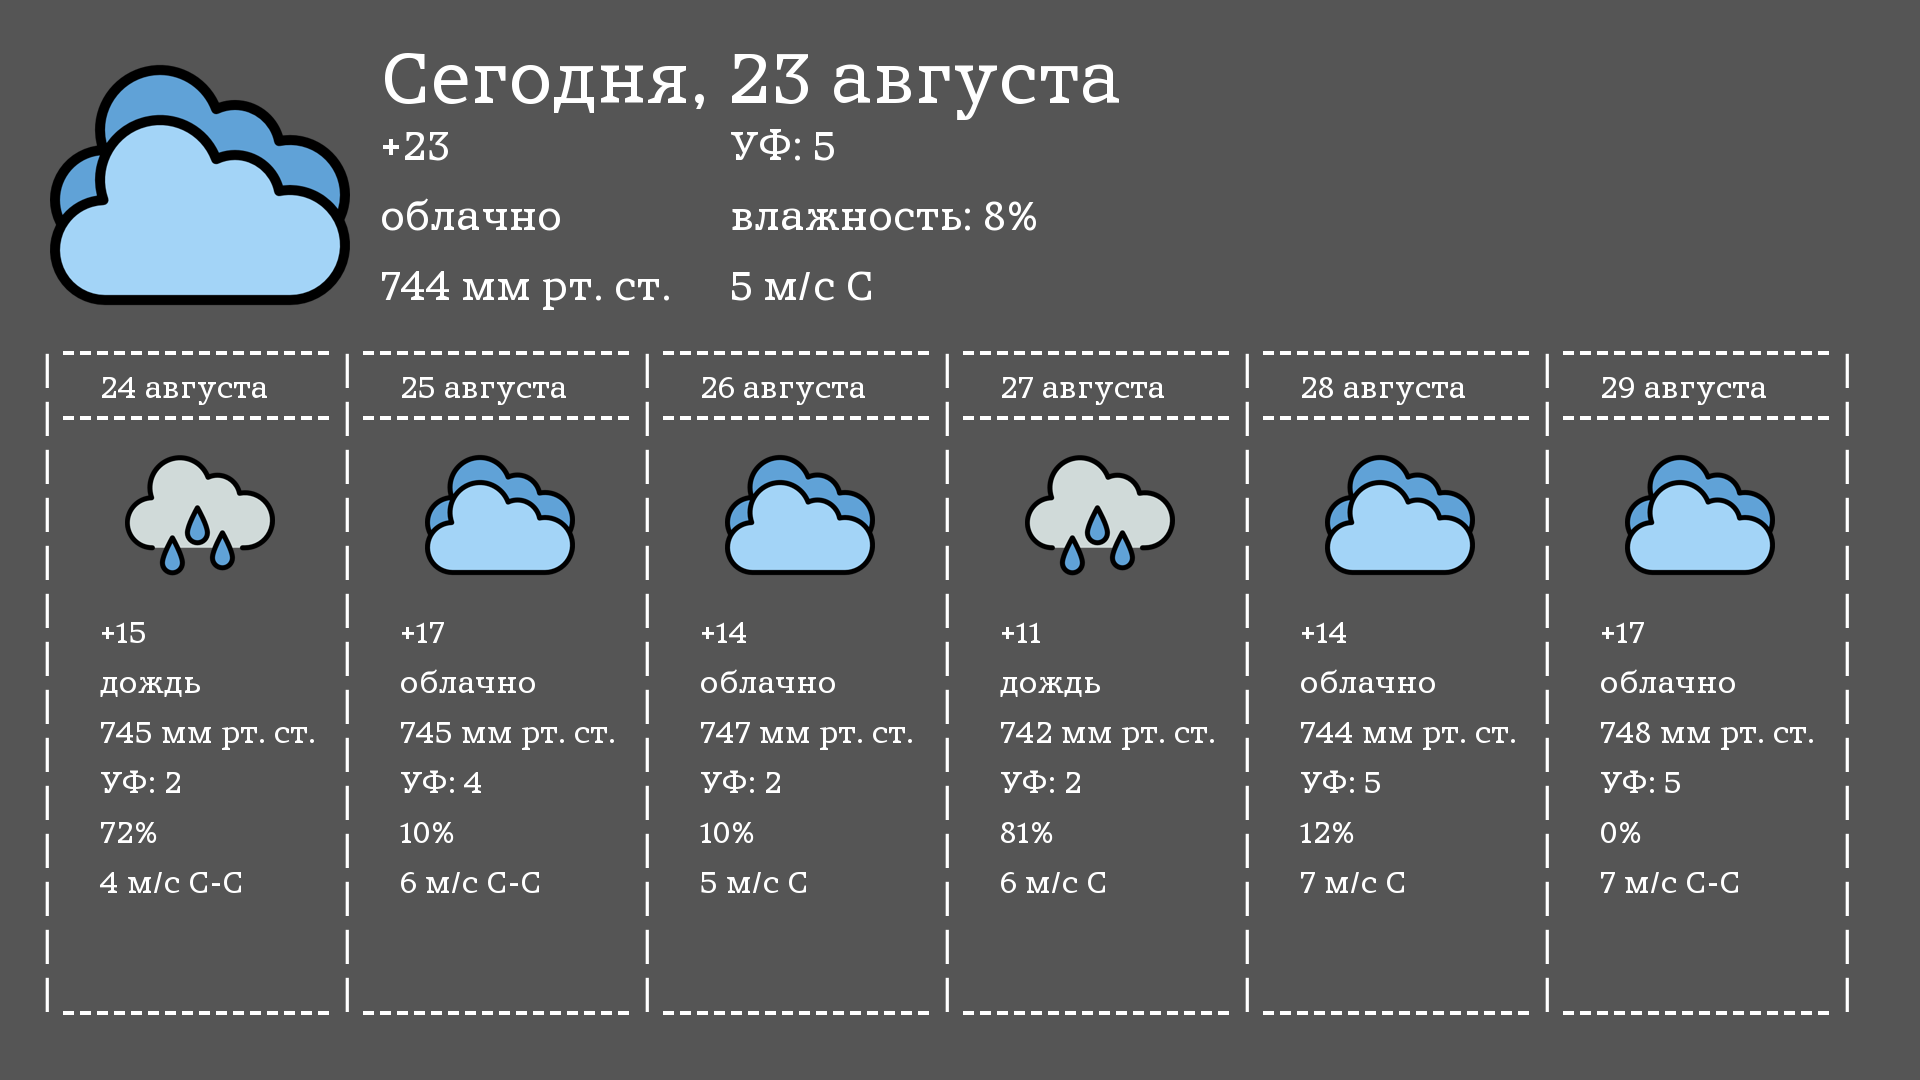 Сегодня, 23 августа
+23
УФ: 5
облачно
влажность: 8%
744 мм рт. ст.
5 м/с С
24 августа
+15
дождь
745 мм рт. ст.
УФ: 2
72%
4 м/с С-С
25 августа
+17
облачно
745 мм рт. ст.
УФ: 4
10%
6 м/с С-С
26 августа
+14
облачно
747 мм рт. ст.
УФ: 2
10%
5 м/с С
27 августа
+11
дождь
742 мм рт. ст.
УФ: 2
81%
6 м/с С
28 августа
+14
облачно
744 мм рт. ст.
УФ: 5
12%
7 м/с С
29 августа
+17
облачно
748 мм рт. ст.
УФ: 5
0%
7 м/с С-С